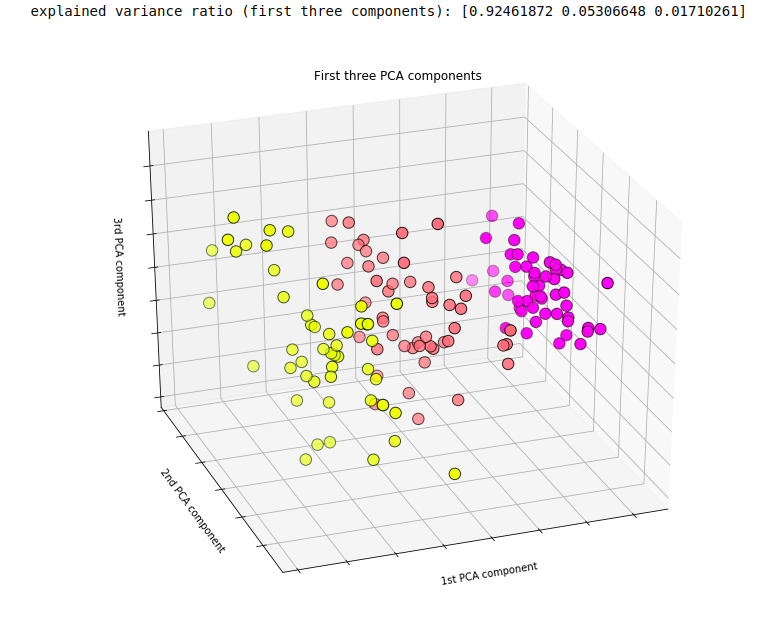 explained variance ratio (first three components): [0.92461872 0.05306648 0.01710261]
First three PCA components
3rd PCA component
2nd PCA component
1st PCA component